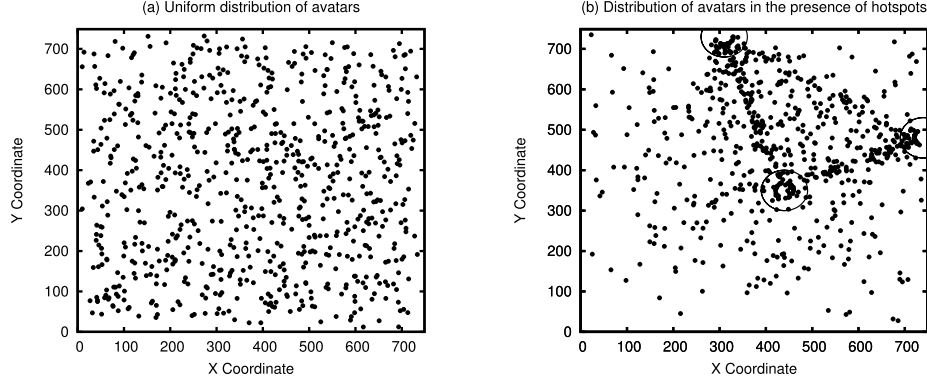 (a) Uniform distribution of avatars
700
600
500
400
300
200
100
0
0 100 200 300 400 500 600 700
X Coordinate
Y Coordinate
(b) Distribution of avatars in the presence of hotspots
700
600
500
400
300
200
100
0
0 100 200 300 400 500 600 700
X Coordinate
Y Coordinate